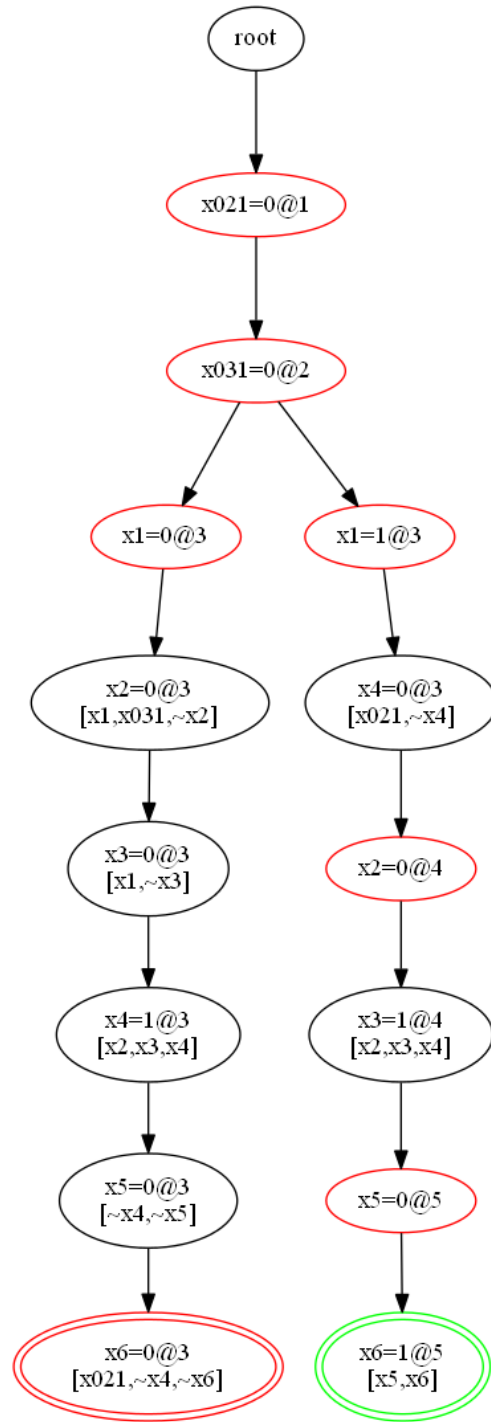 root
x021=0@1
x031=0@2
x1=0@3
x1=1@3
x2=0@3
[x1,x031,~x2]
x4=0@3
[x021,~x4]
x3=0@3
[x1,~x3]
x2=0@4
x4=1@3
[x2,x3,x4]
x3=1@4
[x2,x3,x4]
x5=0@3
[~x4,~x5]
x5=0@5
x6=0@3
[x021,~x4,~x6]
x6=1@5
[x5,x6]